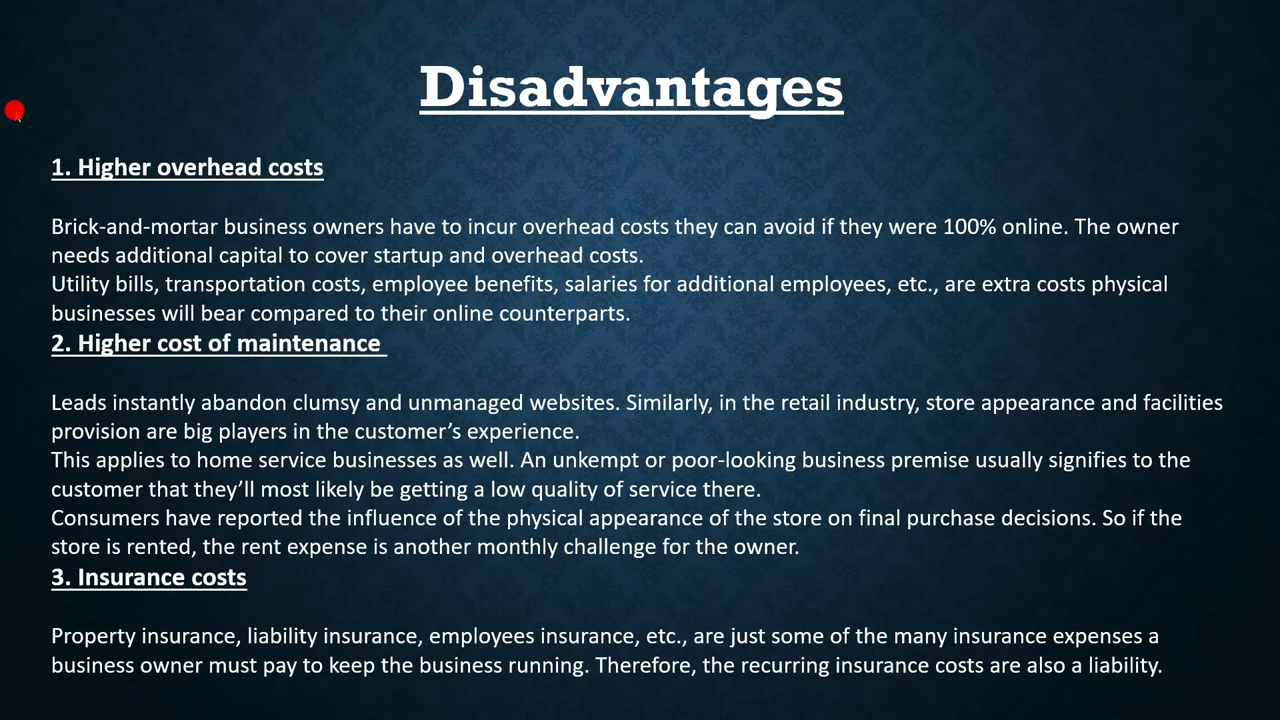 Disadvantages
1. Higher overhead costs
Brick-and-mortar business owners have to incur overhead costs they can avoid if they were 100% online. The owner
needs additional capital to cover startup and overhead costs.
Utility bills, transportation costs, employee benefits, salaries for additional employees, etc., are extra costs physical
businesses will bear compared to their online counterparts.
2. Higher cost of maintenance
Leads instantly abandon clumsy and unmanaged websites. Similarly, in the retail industry, store appearance and facilities
provision are big players in the customer’s experience.
This applies to home service businesses as well. An unkempt or poor-looking business premise usually signifies to the
customer that they’ll most likely be getting a low quality of service there.
Consumers have reported the influence of the physical appearance of the store on final purchase decisions. So if the
store is rented, the rent expense is another monthly challenge for the owner.
3. Insurance costs
Property insurance, liability insurance, employees insurance, etc., are just some of the many insurance expenses a
business owner must pay to keep the business running. Therefore, the recurring insurance costs are also a liability.